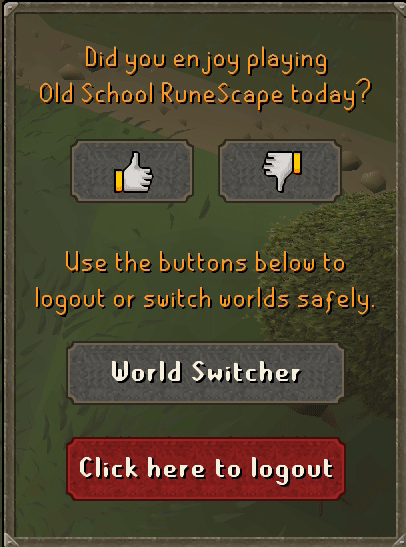 Did you enjoy playing
Old School RuneScape today?
Use the buttons below to
logout or switch worlds safely.
World Switcher
Click here to logout